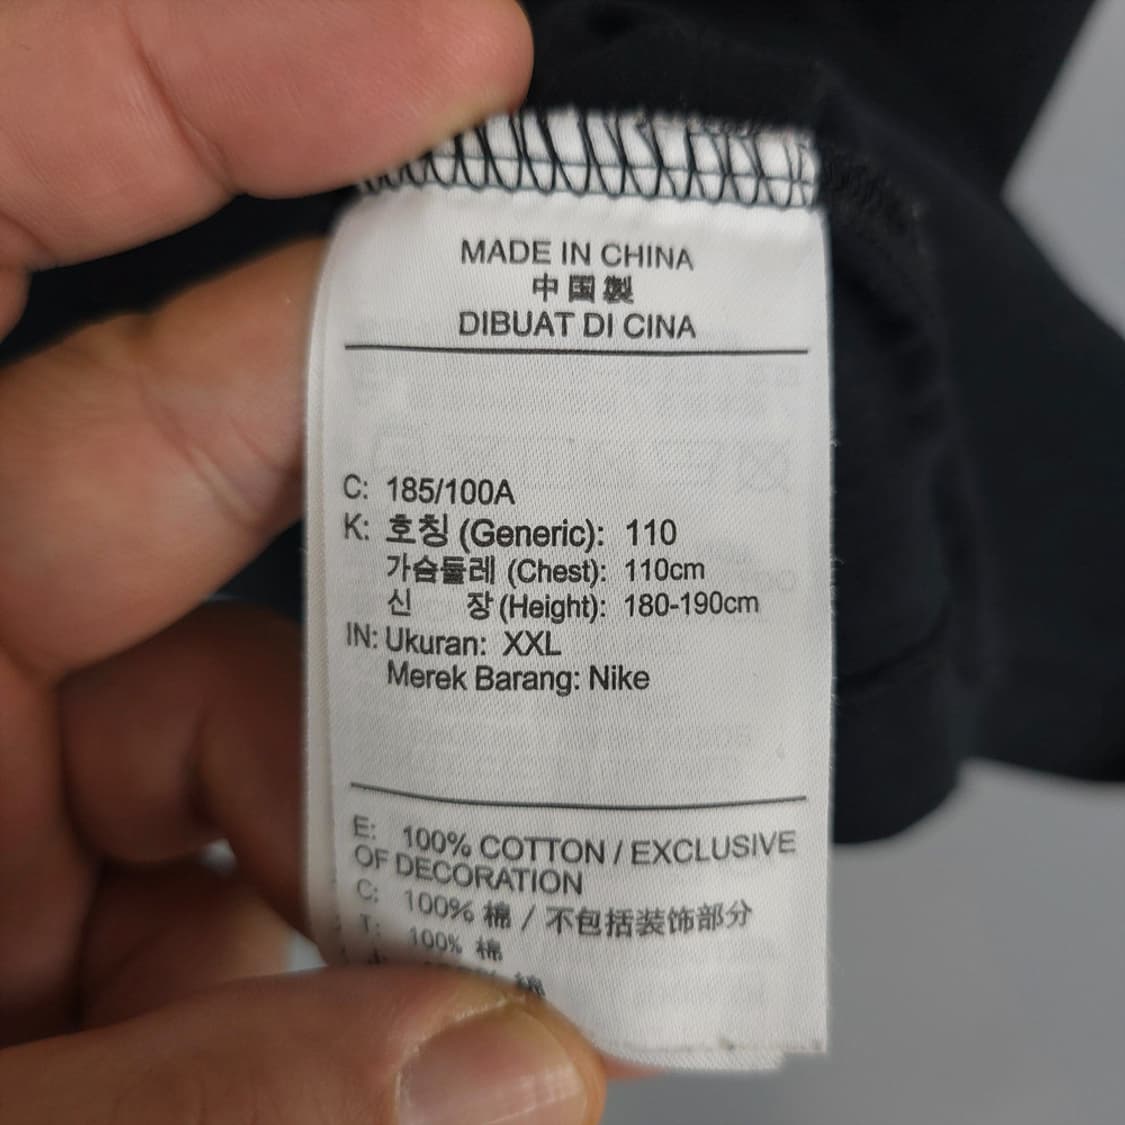 MADE IN CHINA
中国製
DIBUAT DI CINA
C: 185/100A
K: 호칭 (Generic): 110
가슴둘레 (Chest): 110cm
신 장 (Height): 180-190cm
IN: Ukuran: XXL
Merek Barang: Nike
E: 100% COTTON / EXCLUSIVE
OF DECORATION
C: 100% 棉 / 不包括装饰部分
T: 100% 棉
綿